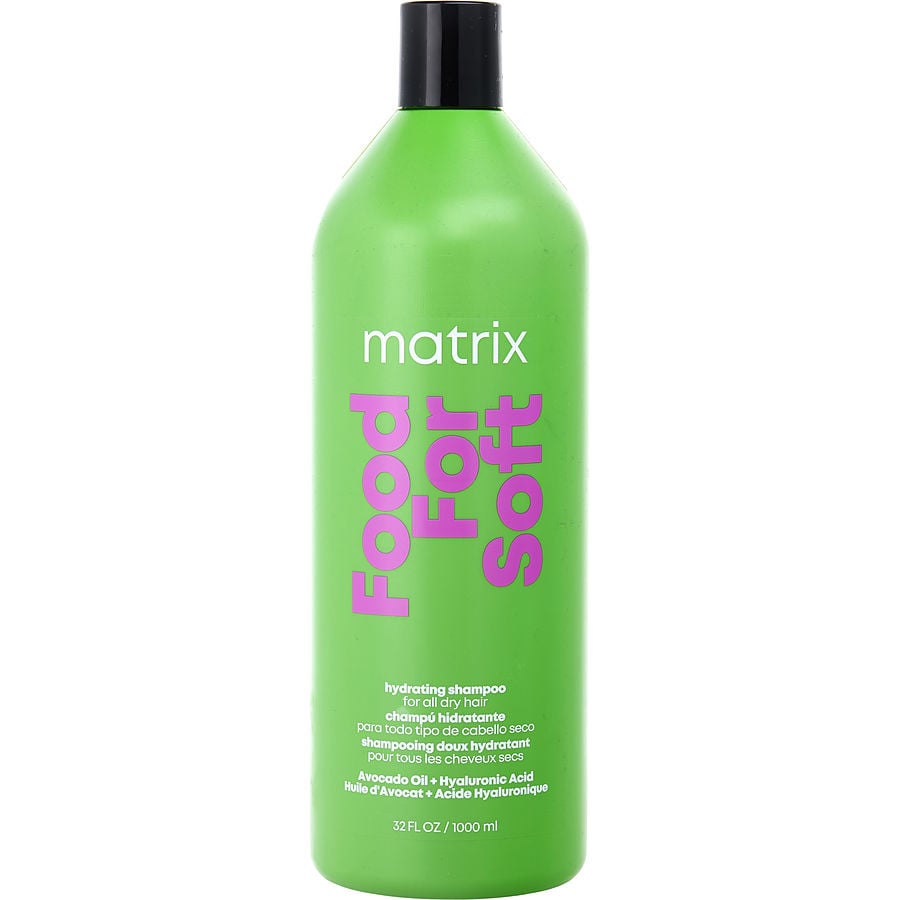 matrix
Food
For
Soft
hydrating shampoo
for all dry hair
champú hidratante
para todo tipo de cabello seco
shampooing doux hydratant
pour tous les cheveux secs
Avocado Oil + Hyaluronic Acid
Huile d'Avocat + Acide Hyaluronique
32 FL OZ / 1000 ml